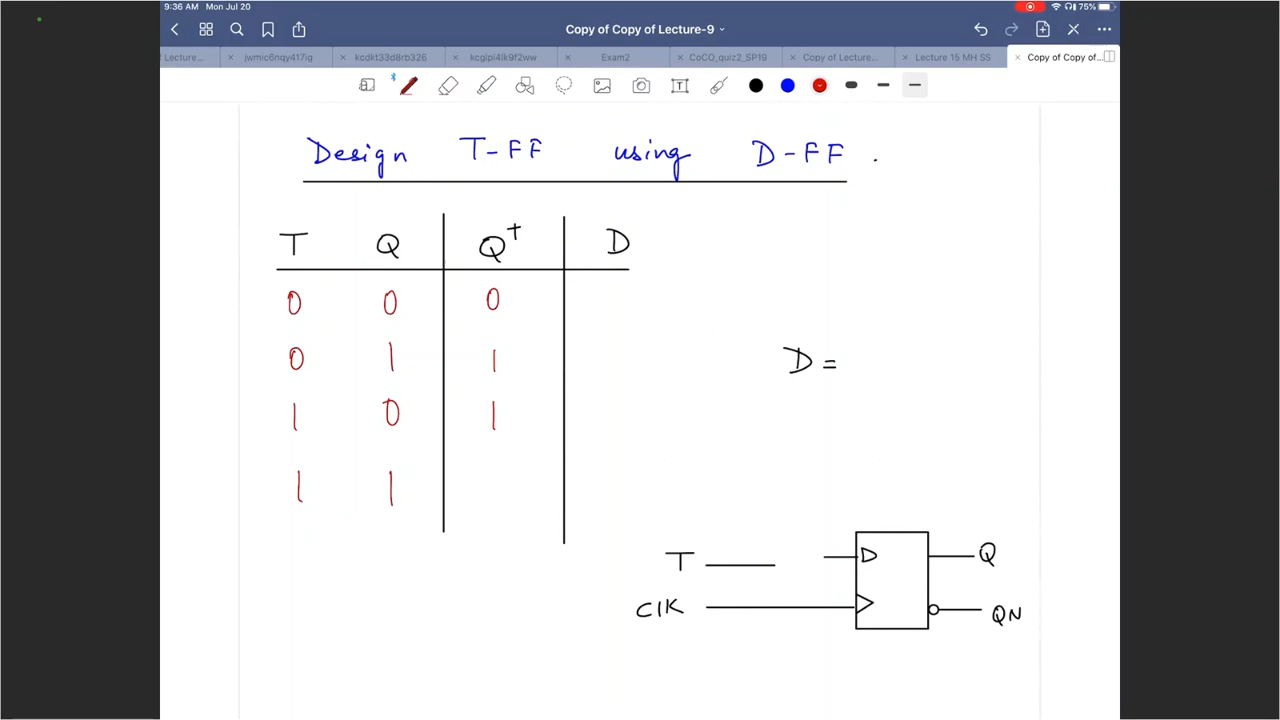 9:36 AM Mon Jul 20
75%
Copy of Copy of Lecture-9
Lecture...
jwmic6nqy417ig
kcdkt33d8rb326
kcglpi4lk9f2ww
Exam2
CoCO_quiz2_SP19
Copy of Lecture...
Lecture 15 MH SS
Copy of Copy of...
T
Design T-FF using D-FF .
T Q Q+ D
0 0 0
0 1 1
D =
1 0 1
1 1
T D Q
ClK QN